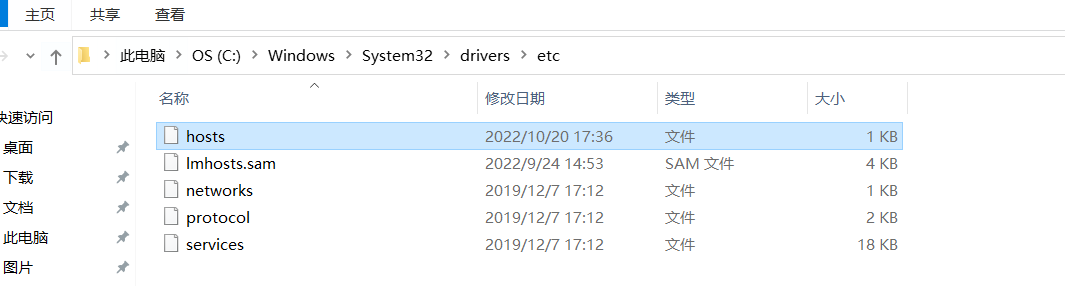 主页 共享 查看
此电脑 OS (C:) Windows System32 drivers etc
名称 修改日期 类型 大小
快速访问
桌面
下载
文档
此电脑
图片
hosts 2022/10/20 17:36 文件 1 KB
lmhosts.sam 2022/9/24 14:53 SAM 文件 4 KB
networks 2019/12/7 17:12 文件 1 KB
protocol 2019/12/7 17:12 文件 2 KB
services 2019/12/7 17:12 文件 18 KB